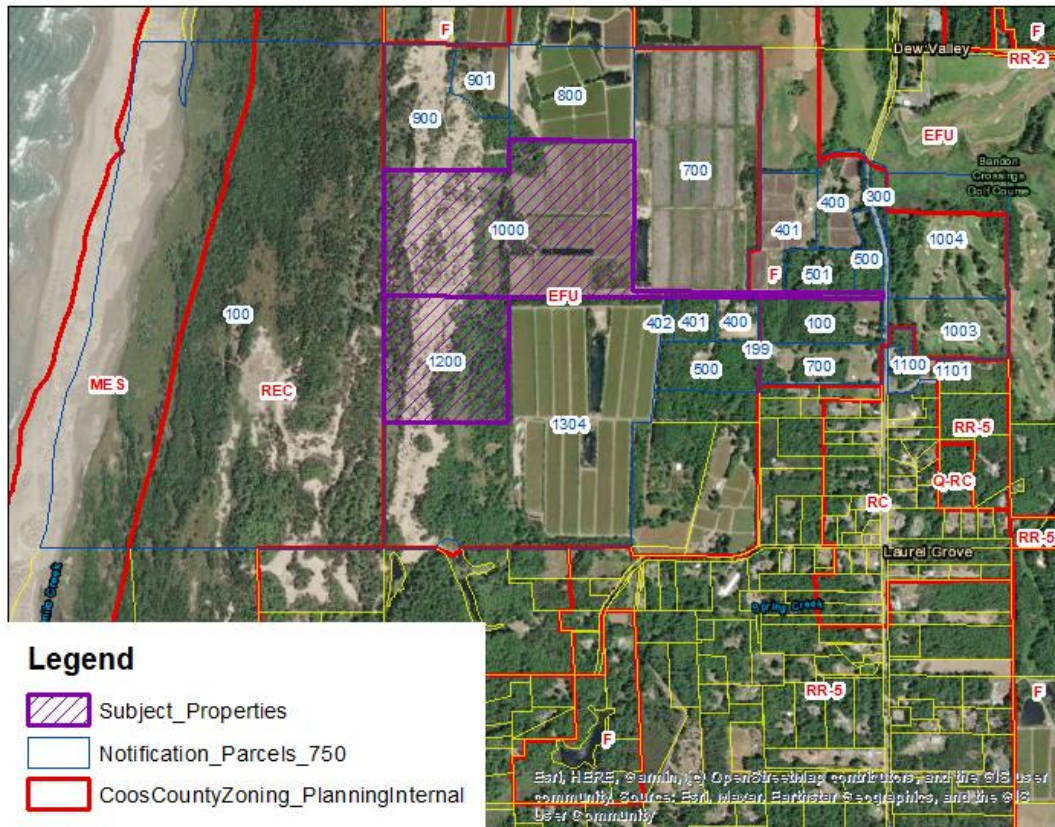 F
F
901
Dew Valley
RR-2
900
800
EFU
Bandon
Crossings
Golf Course
700
400
300
1000
401
1004
500
501
F
EFU
100
402
401
400
100
1003
1200
199
500
700
1100
1101
MES
REC
1304
RR-5
Q-RC
RC
RR-5
Laurel Grove
Spring Creek
Creek
Legend
RR-5
F
Subject_Properties
Notification_Parcels_750
F
CoosCountyZoning_PlanningInternal
Esri, HERE, Garmin, (c) OpenStreetMap contributors, and the GIS user
community, Source: Esri, Maxar, Earthstar Geographics, and the GIS
User Community